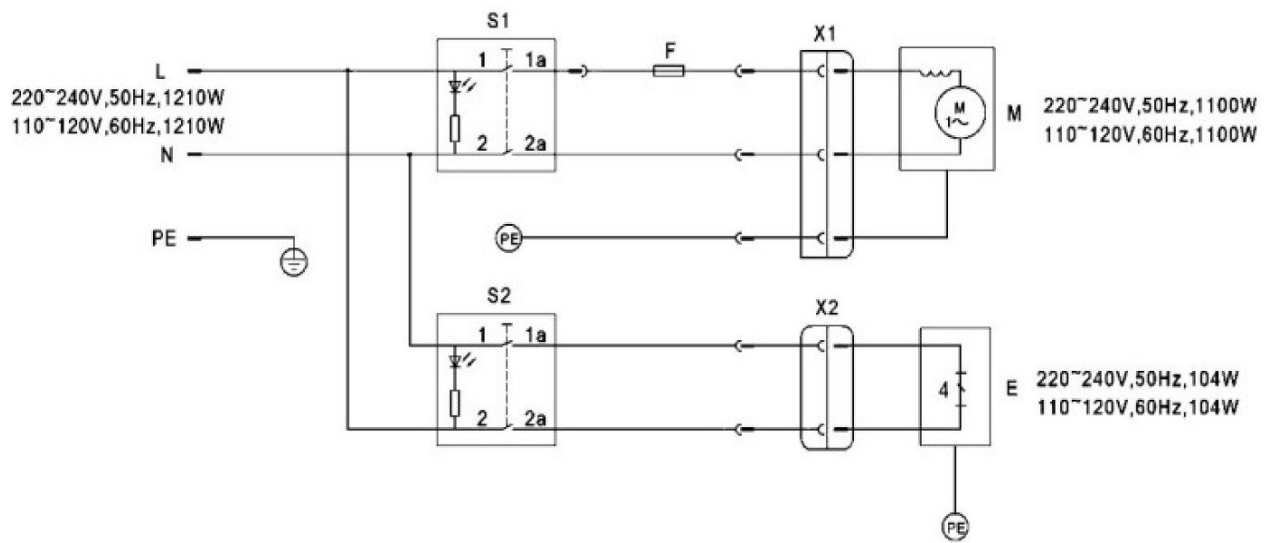 S1
F
X1
L
1
1a
220~240V,50Hz,1210W
110~120V,60Hz,1210W
M
1~
M
220~240V,50Hz,1100W
110~120V,60Hz,1100W
N
2
2a
PE
PE
S2
X2
1
1a
4
E
220~240V,50Hz,104W
110~120V,60Hz,104W
2
2a
PE